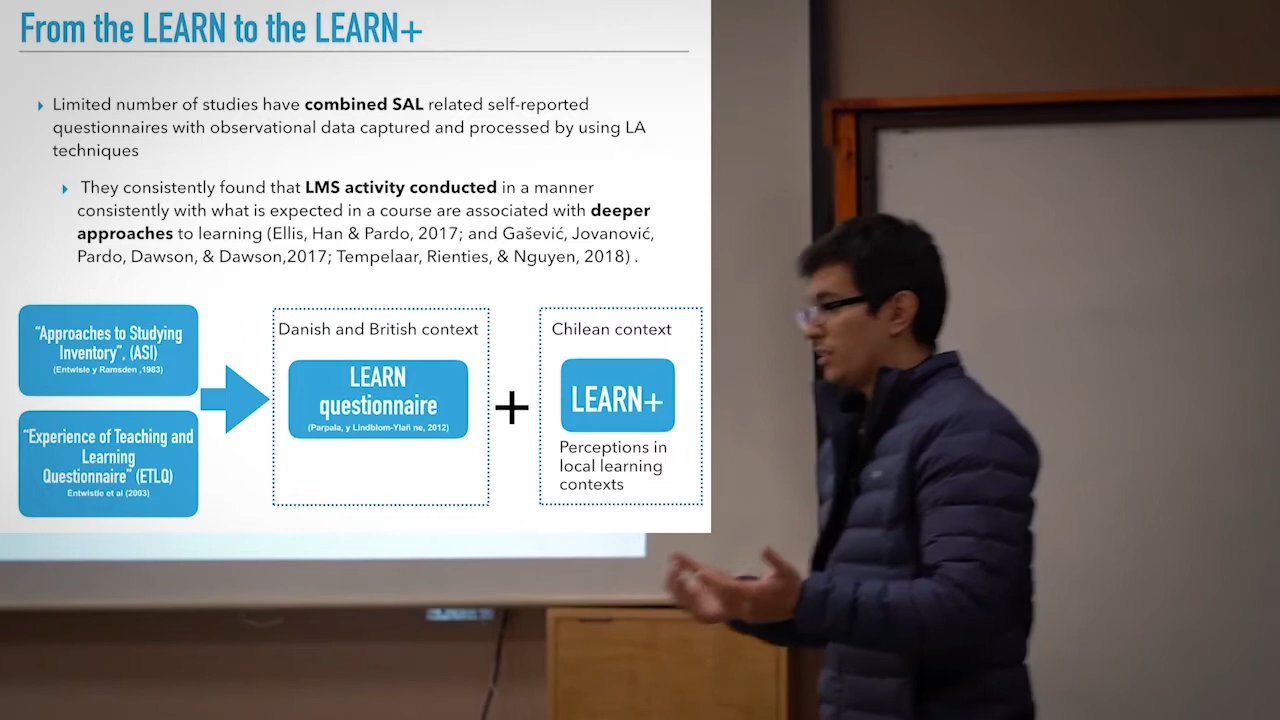 From the LEARN to the LEARN+
Limited number of studies have combined SAL related self-reported
questionnaires with observational data captured and processed by using LA
techniques
They consistently found that LMS activity conducted in a manner
consistently with what is expected in a course are associated with deeper
approaches to learning (Ellis, Han & Pardo, 2017; and Gašević, Jovanović,
Pardo, Dawson, & Dawson,2017; Tempelaar, Rienties, & Nguyen, 2018) .
"Approaches to Studying
Inventory", (ASI)
(Entwisle y Ramsden ,1983)
"Experience of Teaching and
Learning
Questionnaire" (ETLQ)
Entwistle et al (2003)
Danish and British context
LEARN
questionnaire
(Parpala, y Lindblom-Ylañ ne, 2012)
+
Chilean context
LEARN+
Perceptions in
local learning
contexts